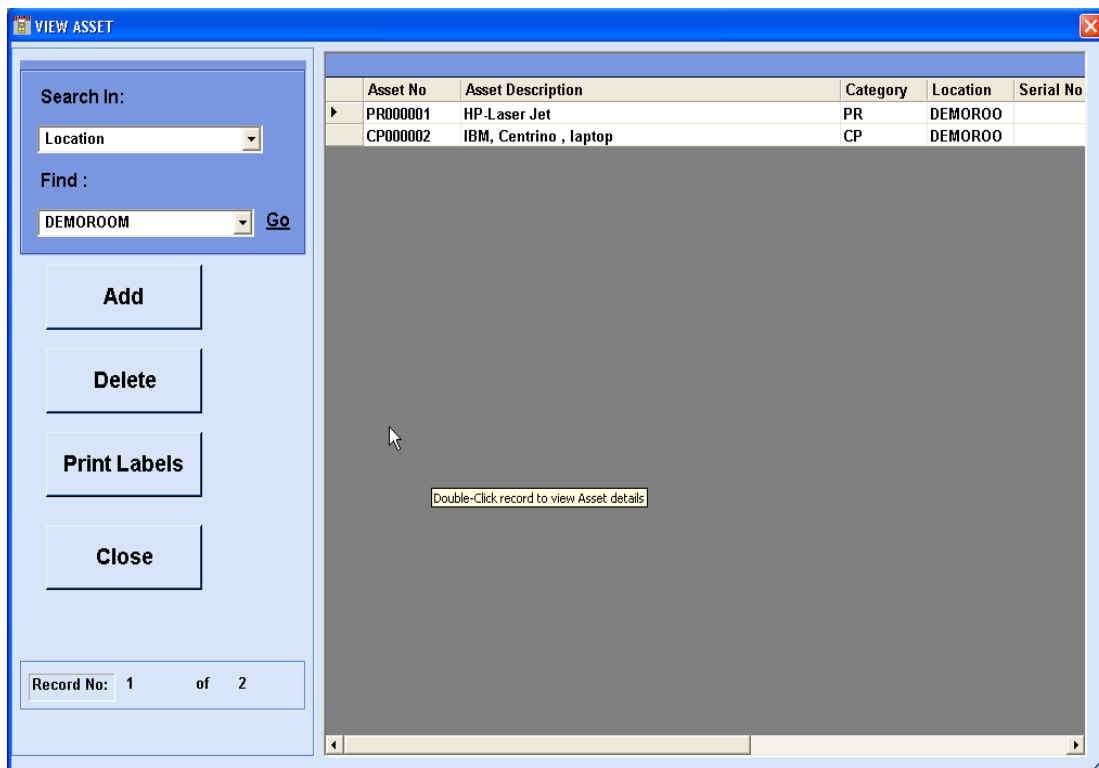 VIEW ASSET
Search In:
Location
Find :
DEMOROOM Go
Add
Delete
Print Labels
Close
Record No: 1 of 2
Asset No Asset Description Category Location Serial No
PR000001 HP-Laser Jet PR DEMOROO
CP000002 IBM, Centrino , laptop CP DEMOROO
Double-Click record to view Asset details